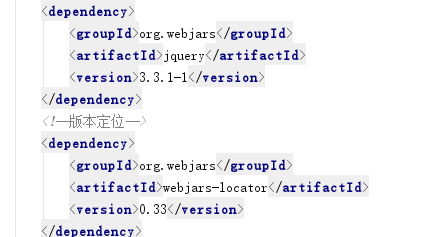 <dependency>
<groupId>org.webjars</groupId>
<artifactId>jquery</artifactId>
<version>3.3.1-1</version>
</dependency>
<!--版本定位-->
<dependency>
<groupId>org.webjars</groupId>
<artifactId>webjars-locator</artifactId>
<version>0.33</version>
</dependency>